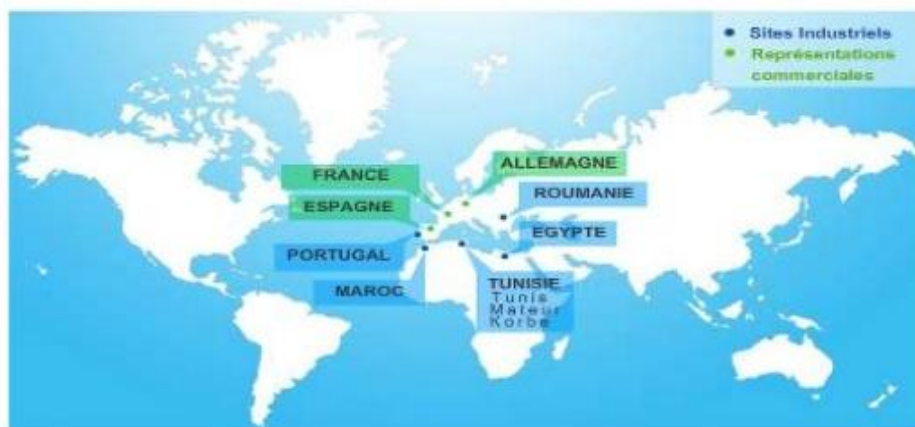 Sites Industriels
Représentations
commerciales
ALLEMAGNE
FRANCE
ROUMANIE
ESPAGNE
EGYPTE
PORTUGAL
TUNISIE
MAROC
Tunis
Mateur
Korbe